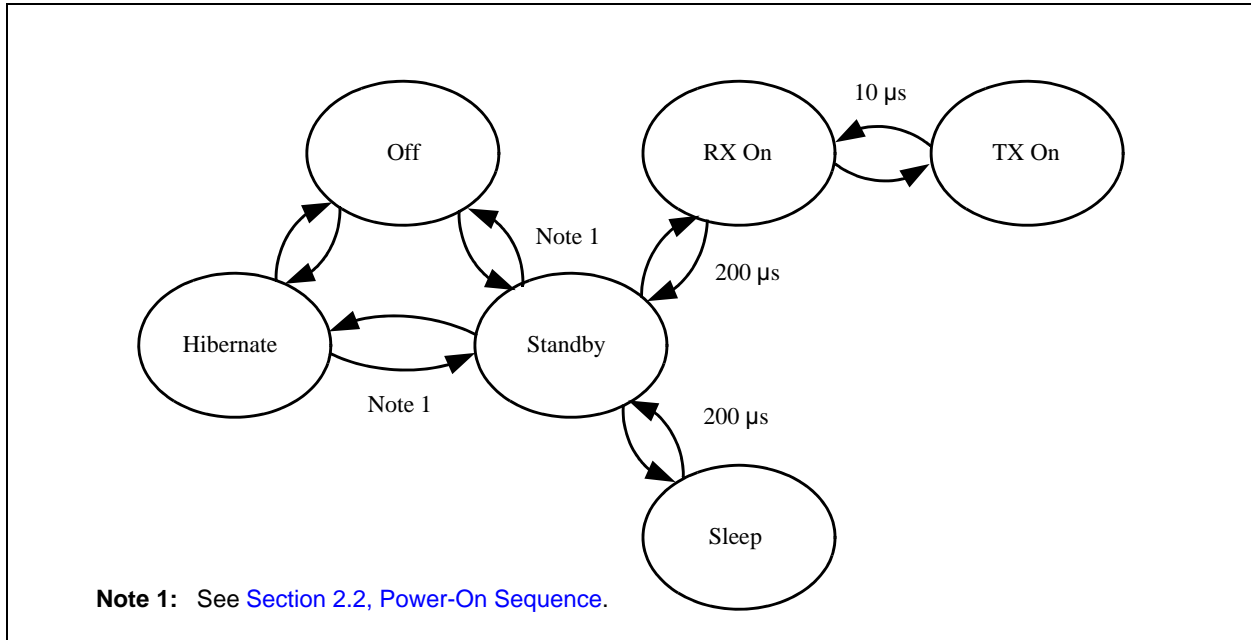 Off
RX On
10 µs
TX On
Note 1
200 µs
Hibernate
Standby
Note 1
200 µs
Sleep
Note 1: See Section 2.2, Power-On Sequence.